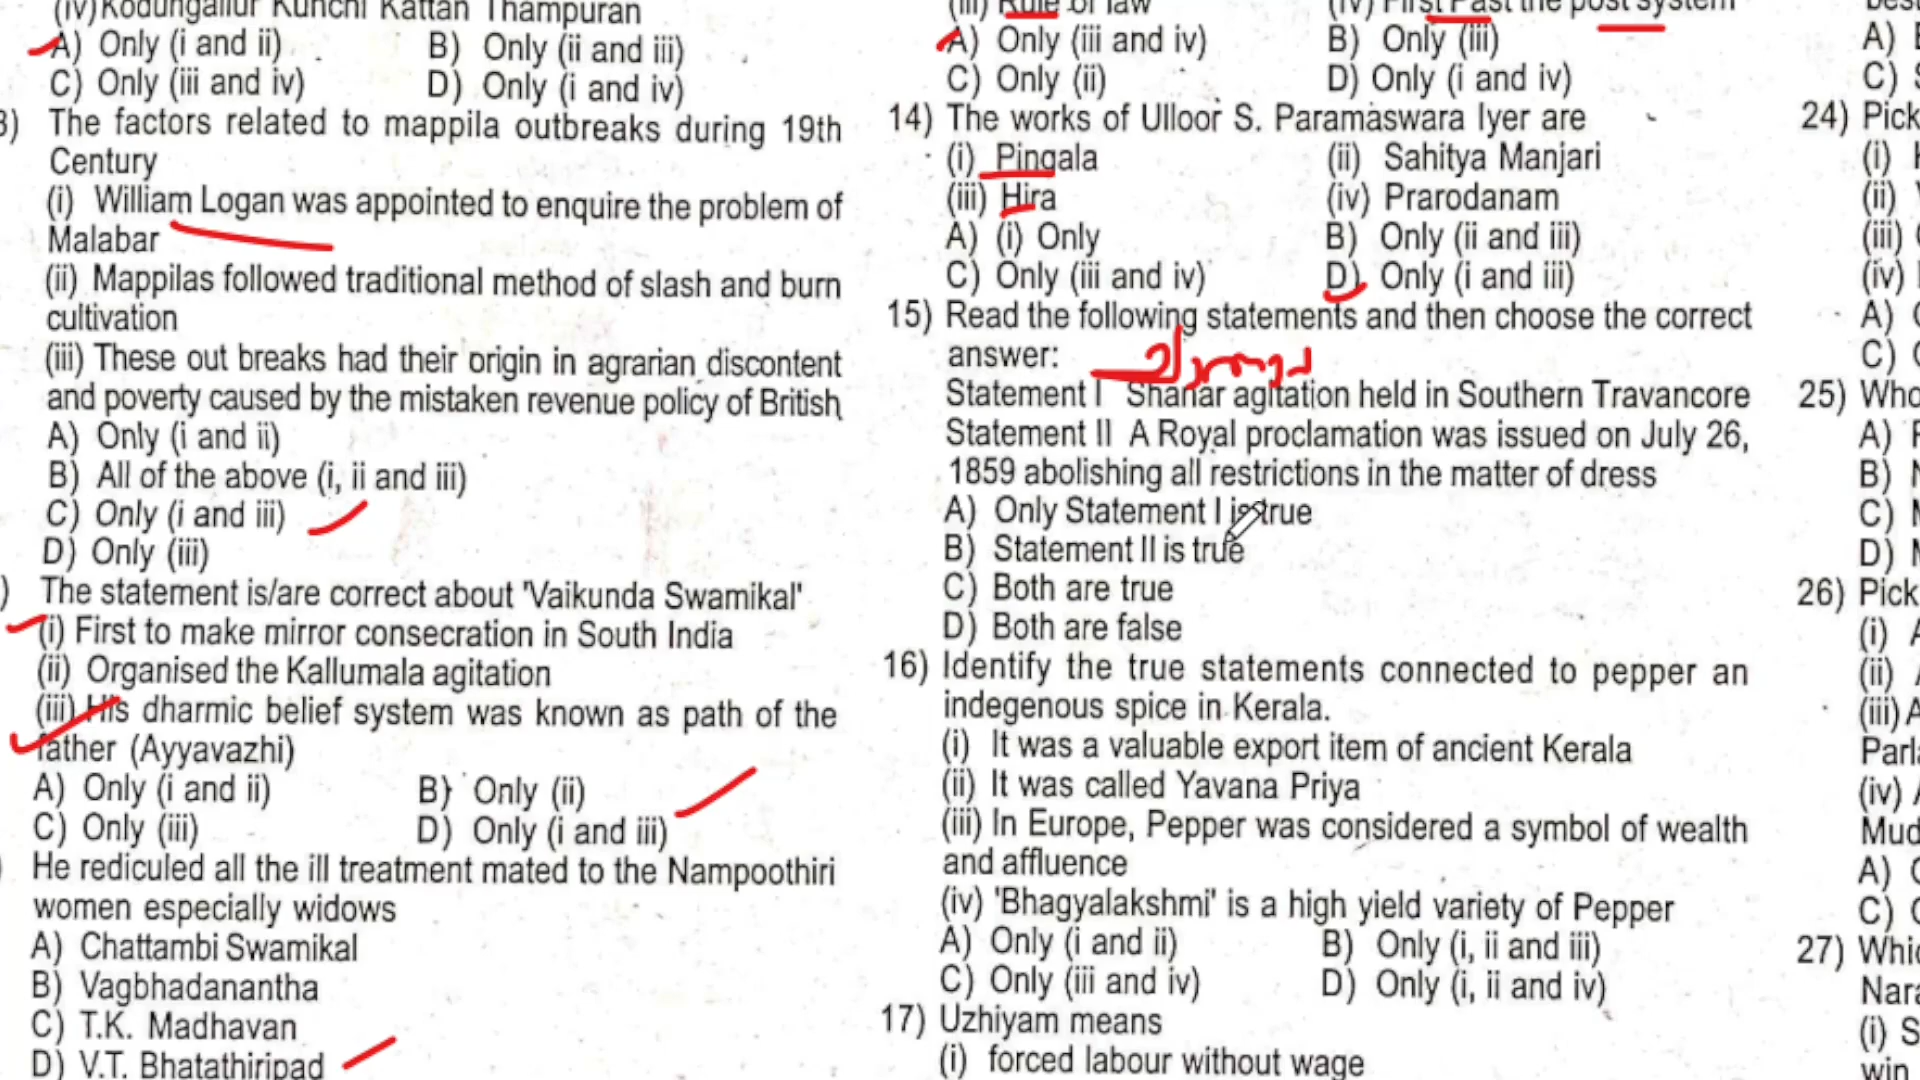 (iv) Kodungallur Kunchi Kattan Thampuran
A) Only (i and ii) B) Only (ii and iii)
C) Only (iii and iv) D) Only (i and iv)
3) The factors related to mappila outbreaks during 19th
Century
(i) William Logan was appointed to enquire the problem of
Malabar
(ii) Mappilas followed traditional method of slash and burn
cultivation
(iii) These out breaks had their origin in agrarian discontent
and poverty caused by the mistaken revenue policy of British
A) Only (i and ii)
B) All of the above (i, ii and iii)
C) Only (i and iii)
D) Only (iii)
) The statement is/are correct about 'Vaikunda Swamikal'
(i) First to make mirror consecration in South India
(ii) Organised the Kallumala agitation
(iii) His dharmic belief system was known as path of the
father (Ayyavazhi)
A) Only (i and ii) B) Only (ii)
C) Only (iii) D) Only (i and iii)
) He rediculed all the ill treatment mated to the Nampoothiri
women especially widows
A) Chattambi Swamikal
B) Vagbhadanantha
C) T.K. Madhavan
D) V.T. Bhatathiripad
(iii) Rule of law (iv) First Past the post system
A) Only (iii and iv) B) Only (iii)
C) Only (ii) D) Only (i and iv)
14) The works of Ulloor S. Paramaswara Iyer are
(i) Pingala (ii) Sahitya Manjari
(iii) Hira (iv) Prarodanam
A) (i) Only B) Only (ii and iii)
C) Only (iii and iv) D) Only (i and iii)
15) Read the following statements and then choose the correct
answer:
Statement I Shanar agitation held in Southern Travancore
Statement II A Royal proclamation was issued on July 26,
1859 abolishing all restrictions in the matter of dress
A) Only Statement I is true
B) Statement II is true
C) Both are true
D) Both are false
16) Identify the true statements connected to pepper an
indegenous spice in Kerala.
(i) It was a valuable export item of ancient Kerala
(ii) It was called Yavana Priya
(iii) In Europe, Pepper was considered a symbol of wealth
and affluence
(iv) 'Bhagyalakshmi' is a high yield variety of Pepper
A) Only (i and ii) B) Only (i, ii and iii)
C) Only (iii and iv) D) Only (i, ii and iv)
17) Uzhiyam means
(i) forced labour without wage
A)
C)
24) Pick
(i)
(ii)
(iii)
(iv)
A)
C)
25) Who
A)
B)
C)
D)
26) Pick
(i)
(ii)
(iii)
Parl
(iv)
Mud
A)
C)
27) Whic
Nara
(i) S
win